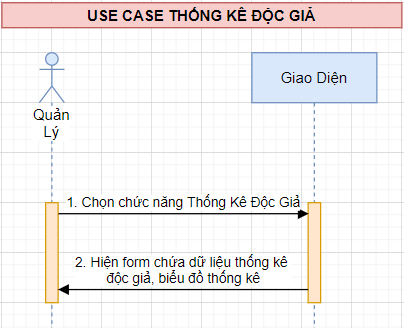 USE CASE THỐNG KÊ ĐỘC GIẢ
Quản
Lý
Giao Diện
1. Chọn chức năng Thống Kê Độc Giả
2. Hiện form chứa dữ liệu thống kê
độc giả, biểu đồ thống kê